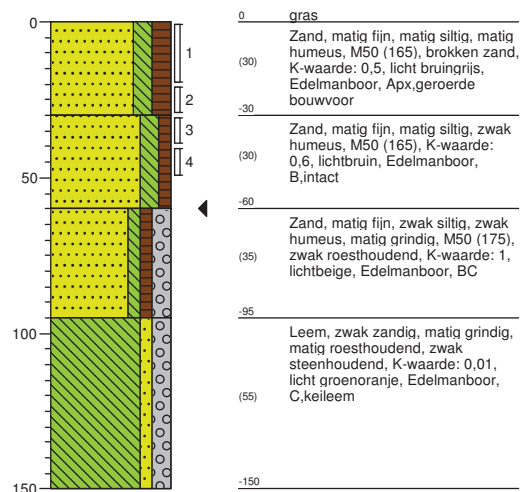 0
50
100
150
1
2
3
4
0 gras
Zand, matig fijn, matig siltig, matig
humeus, M50 (165), brokken zand,
(30) K-waarde: 0,5, licht bruingrijs,
Edelmanboor, Apx,geroerde
bouwvoor
-30
Zand, matig fijn, matig siltig, zwak
humeus, M50 (165), K-waarde:
(30) 0,6, lichtbruin, Edelmanboor,
B,intact
-60
Zand, matig fijn, zwak siltig, zwak
humeus, matig grindig, M50 (175),
(35) zwak roesthoudend, K-waarde: 1,
lichtbeige, Edelmanboor, BC
-95
Leem, zwak zandig, matig grindig,
matig roesthoudend, zwak
steenhoudend, K-waarde: 0,01,
licht groenoranje, Edelmanboor,
(55) C,keileem
-150